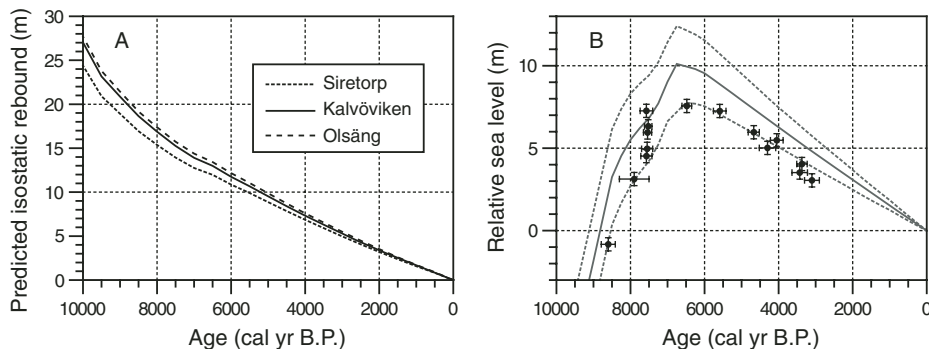 Predicted isostatic rebound (m)
30
25
20
15
10
5
0
A
Siretorp
Kalvöviken
Olsäng
10000 8000 6000 4000 2000 0
Age (cal yr B.P.)
Relative sea level (m)
10
5
0
B
10000 8000 6000 4000 2000 0
Age (cal yr B.P.)